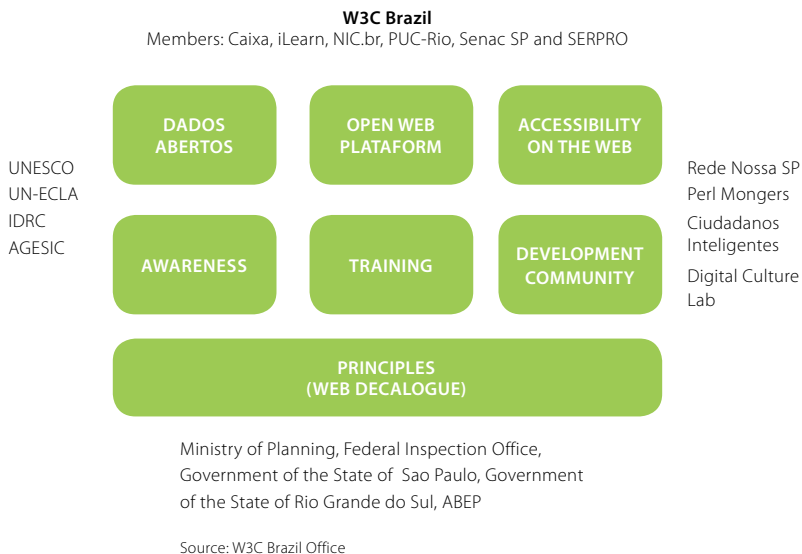 W3C Brazil
Members: Caixa, iLearn, NIC.br, PUC-Rio, Senac SP and SERPRO
DADOS
ABERTOS
OPEN WEB
PLATAFORM
ACCESSIBILITY
ON THE WEB
UNESCO
UN-ECLA
IDRC
AGESIC
Rede Nossa SP
Perl Mongers
Ciudadanos
Inteligentes
Digital Culture
Lab
AWARENESS
TRAINING
DEVELOPMENT
COMMUNITY
PRINCIPLES
(WEB DECALOGUE)
Ministry of Planning, Federal Inspection Office,
Government of the State of Sao Paulo, Government
of the State of Rio Grande do Sul, ABEP
Source: W3C Brazil Office